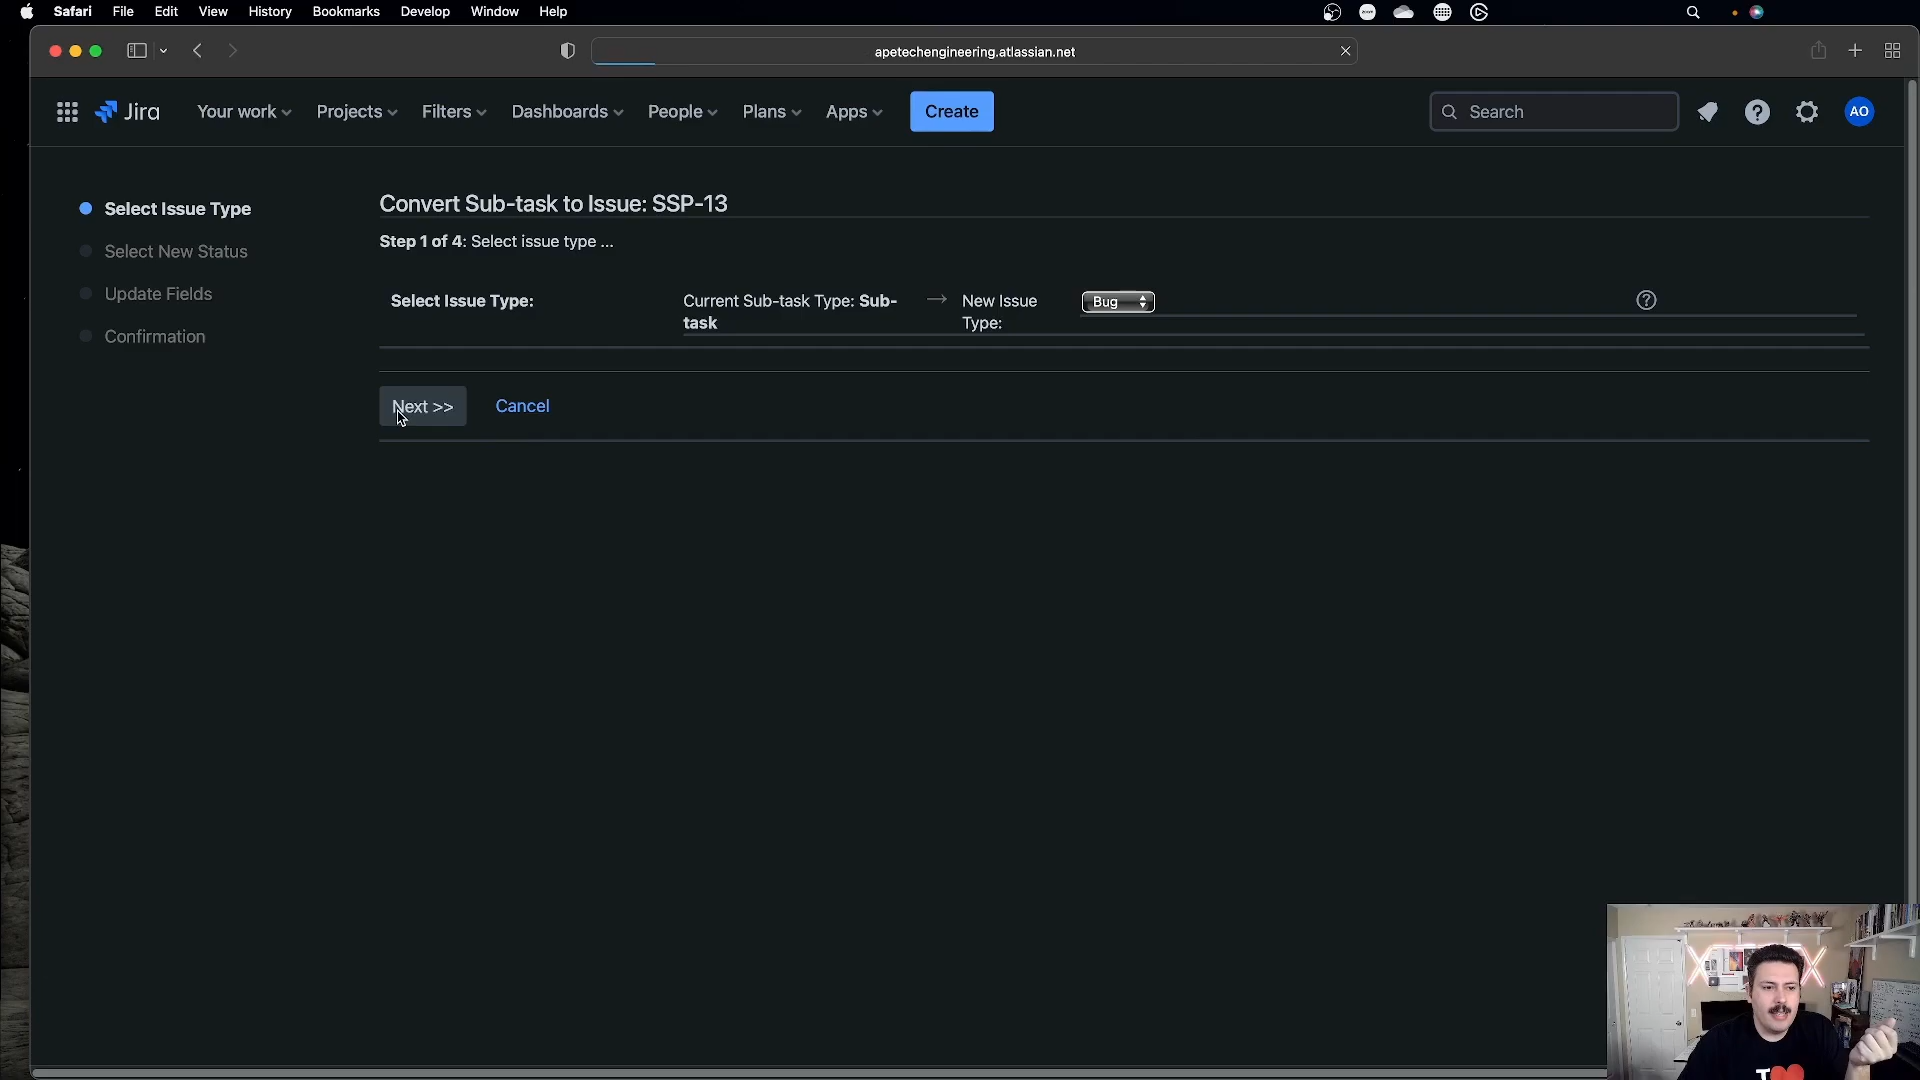 Safari File Edit View History Bookmarks Develop Window Help
apetechengineering.atlassian.net
Jira Your work Projects Filters Dashboards People Plans Apps Create Search AO
Select Issue Type
Select New Status
Update Fields
Confirmation
Convert Sub-task to Issue: SSP-13
Step 1 of 4: Select issue type ...
Select Issue Type:
Current Sub-task Type: Sub-
task
New Issue
Type:
Bug
Next >> Cancel
I